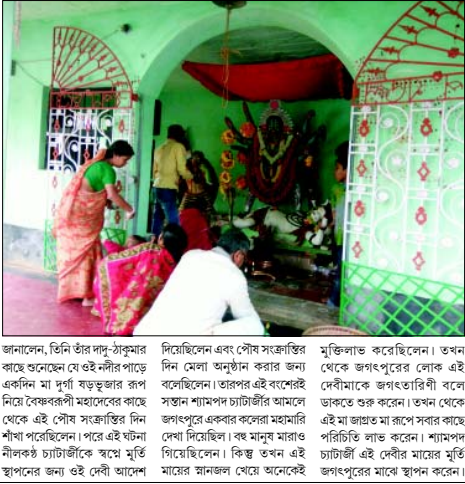 জানালেন, তিনি তাঁর দাদু-ঠাকুমার
কাছে শুনেছেন যে ওই নদীর পাড়ে
একদিন মা দুর্গা ষড়ভূজার রূপ
নিয়ে বৈষ্ণবরূপী মহাদেবের কাছে
থেকে এই পৌষ সংক্রান্তির দিন
শাঁখা পরেছিলেন। পরে এই ঘটনা
নীলকণ্ঠ চ্যাটার্জীকে স্বপ্নে মূর্তি
স্থাপনের জন্য ওই দেবী আদেশ
দিয়েছিলেন এবং পৌষ সংক্রান্তির
দিন মেলা অনুষ্ঠান করার জন্য
বলেছিলেন। তারপর এই বংশেরই
সন্তান শ্যামপদ চ্যাটার্জীর আমলে
জগৎপুরে একবার কলেরা মহামারি
দেখা দিয়েছিল। বহু মানুষ মারাও
গিয়েছিলেন। কিন্তু তখন এই
মায়ের স্নানজল খেয়ে অনেকেই
মুক্তিলাভ করেছিলেন। তখন
থেকে জগৎপুরের লোক এই
দেবীমাকে জগৎতারিণী বলে
ডাকতে শুরু করেন। তখন থেকে
এই মা জাগ্রত মা রূপে সবার কাছে
পরিচিতি লাভ করেন। শ্যামপদ
চ্যাটার্জী এই দেবীর মায়ের মূর্তি
জগৎপুরের মাঝে স্থাপন করেন।